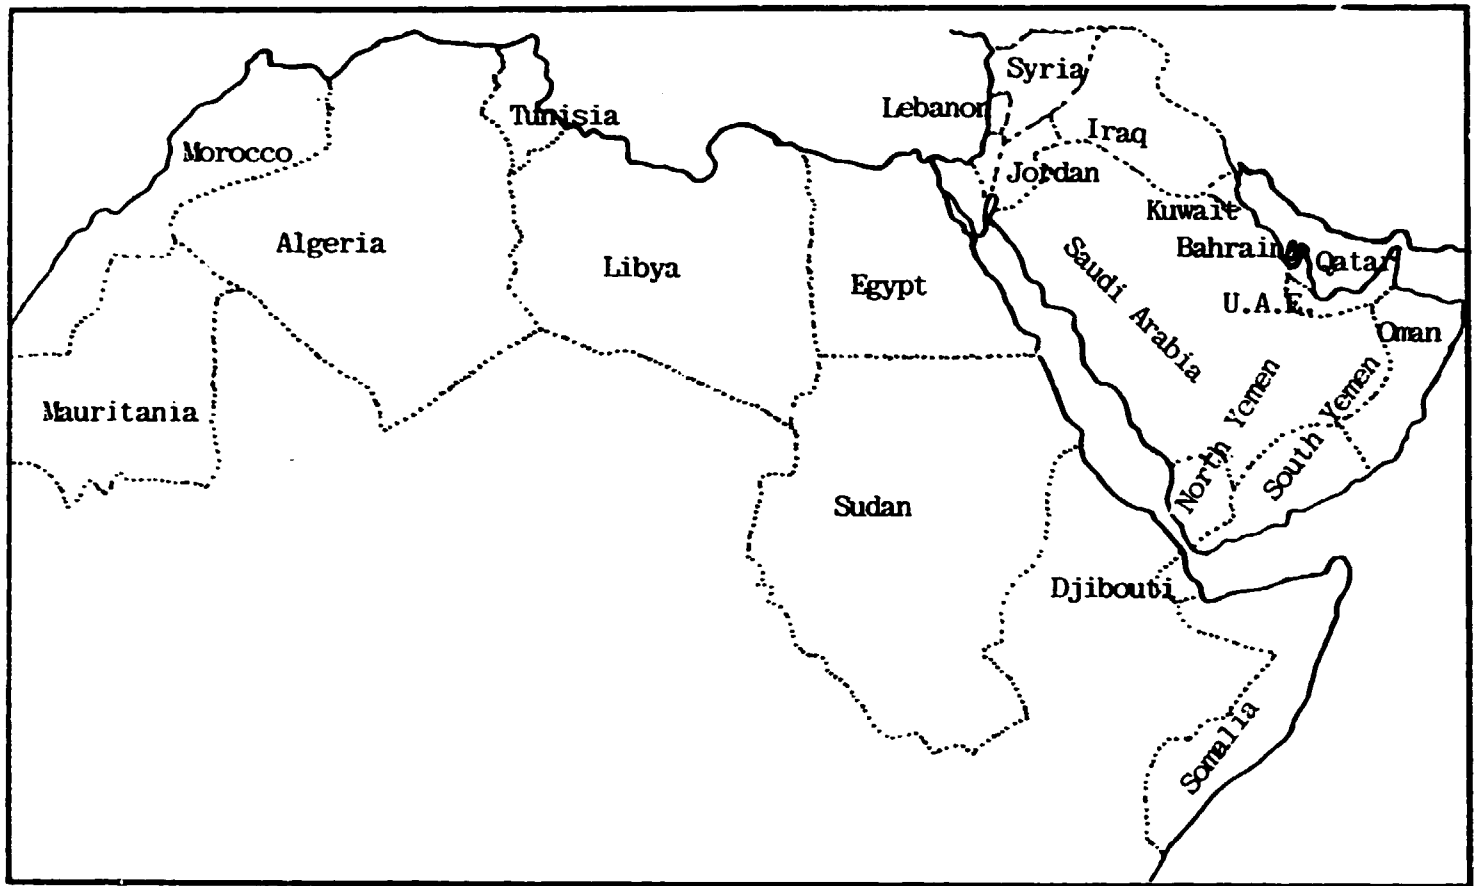 Syria
Lebanon
Tunisia
Iraq
Morocco
Jordan
Kuwait
Algeria
Bahrain
Qatar
Libya
Saudi Arabia
Egypt
U.A.E.
Oman
Mauritania
North Yemen
South Yemen
Sudan
Djibouti
Somalia